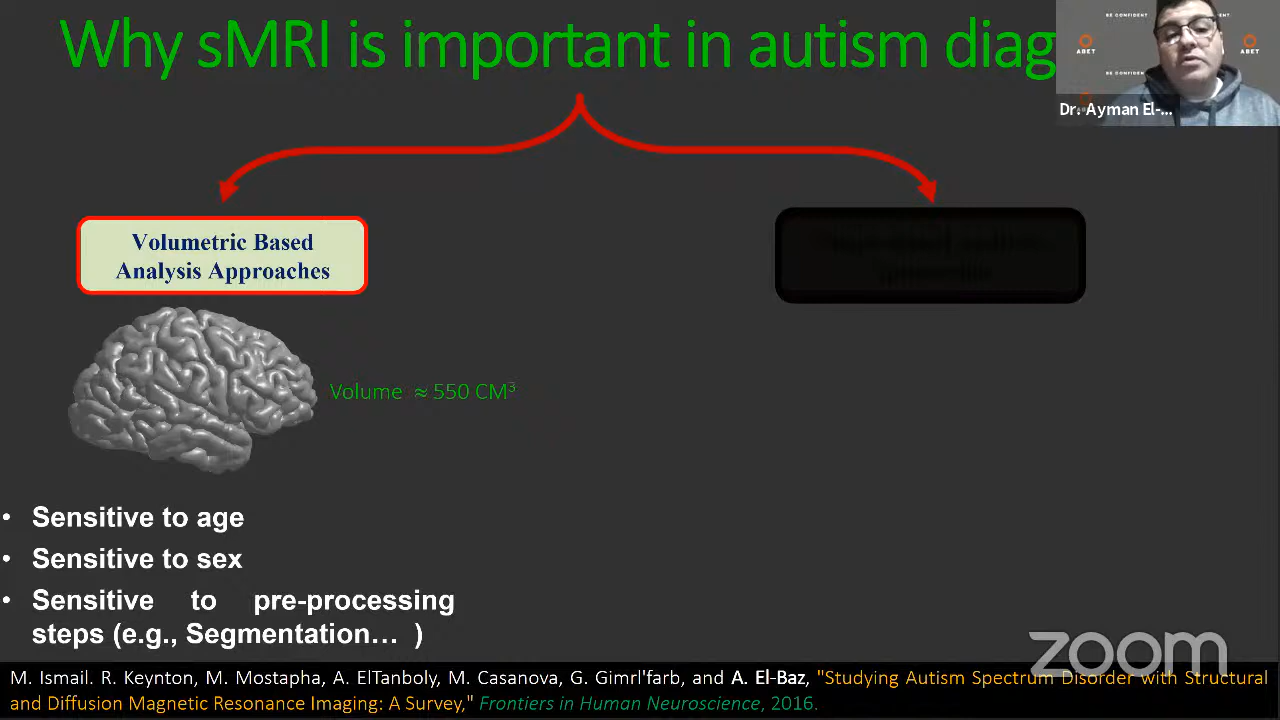 Why sMRI is important in autism diag
BE CONFIDENT
ABET
ABET
BE CONFIDENT
Dr. Ayman El-...
Volumetric Based
Analysis Approaches
Volume ≈ 550 CM³
• Sensitive to age
• Sensitive to sex
• Sensitive to pre-processing
steps (e.g., Segmentation… )
zoom
M. Ismail. R. Keynton, M. Mostapha, A. ElTanboly, M. Casanova, G. Gimrl'farb, and A. El-Baz, "Studying Autism Spectrum Disorder with Structural
and Diffusion Magnetic Resonance Imaging: A Survey," Frontiers in Human Neuroscience, 2016.